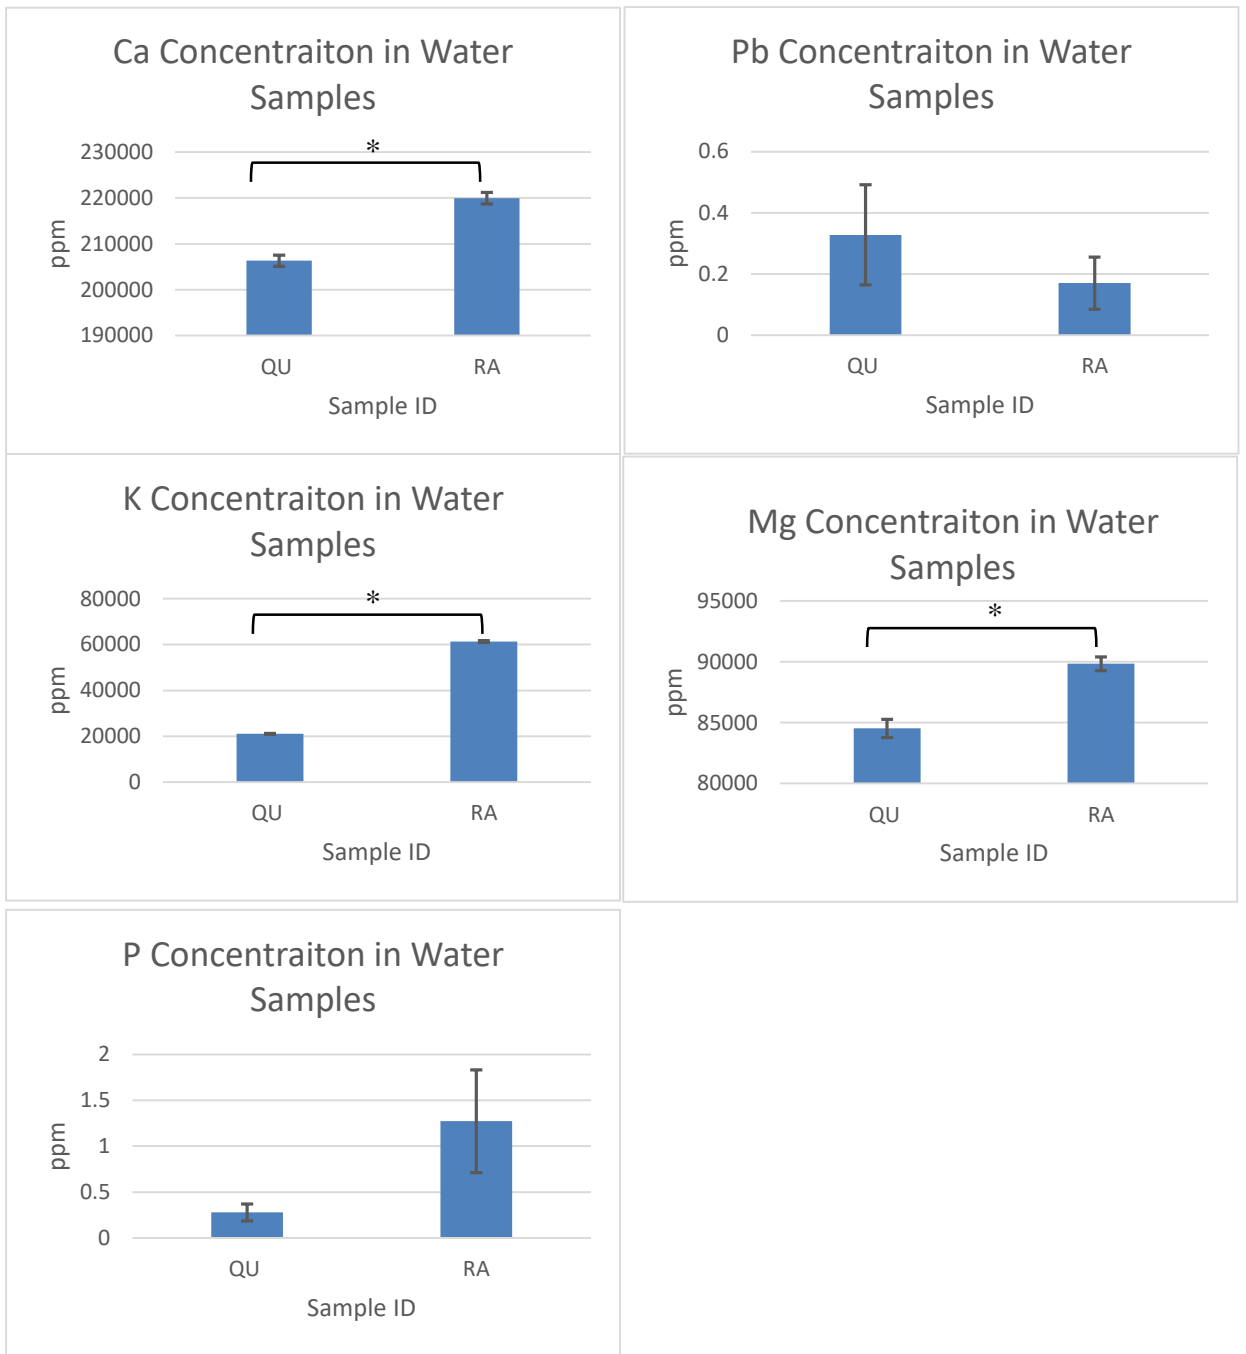 Ca Concentraiton in Water
Samples
230000
220000
210000
200000
190000
ppm
*
QU
RA
Sample ID
Pb Concentraiton in Water
Samples
0.6
0.4
0.2
0
ppm
QU
RA
Sample ID
K Concentraiton in Water
Samples
80000
60000
40000
20000
0
ppm
*
QU
RA
Sample ID
Mg Concentraiton in Water
Samples
95000
90000
85000
80000
ppm
*
QU
RA
Sample ID
P Concentraiton in Water
Samples
2
1.5
1
0.5
0
ppm
QU
RA
Sample ID